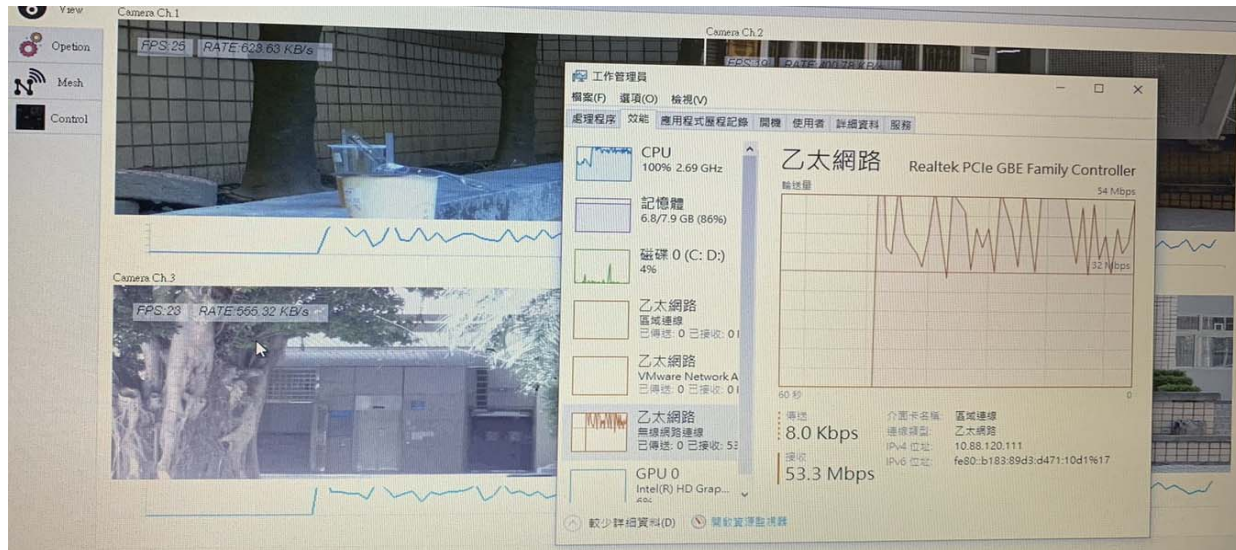 View
Opetion
Mesh
Control
Camera Ch.1
FPS:25 RATE:623.63 KB/s
Camera Ch.2
Camera Ch.3
FPS:23 RATE:555.32 KB/s
工作管理員
檔案(F) 選項(O) 檢視(V)
處理程序 效能 應用程式歷程記錄 開機 使用者 詳細資料 服務
CPU
100% 2.69 GHz
記憶體
6.8/7.9 GB (86%)
磁碟 0 (C: D:)
4%
乙太網路
區域連線
已傳送: 0 已接收: 0
乙太網路
VMware Network A
已傳送: 0 已接收: 0
乙太網路
無線網路連線
已傳送: 0 已接收: 53
GPU 0
Intel(R) HD Grap...
乙太網路
Realtek PCIe GBE Family Controller
輸送量
54 Mbps
32 Mbps
60 秒
0
傳送
8.0 Kbps
接收
53.3 Mbps
介面卡名稱: 區域連線
連線類型: 乙太網路
IPv4 位址: 10.88.120.111
IPv6 位址: fe80::b183:89d3:d471:10d1%17
較少詳細資料(D) 開啟資源監視器